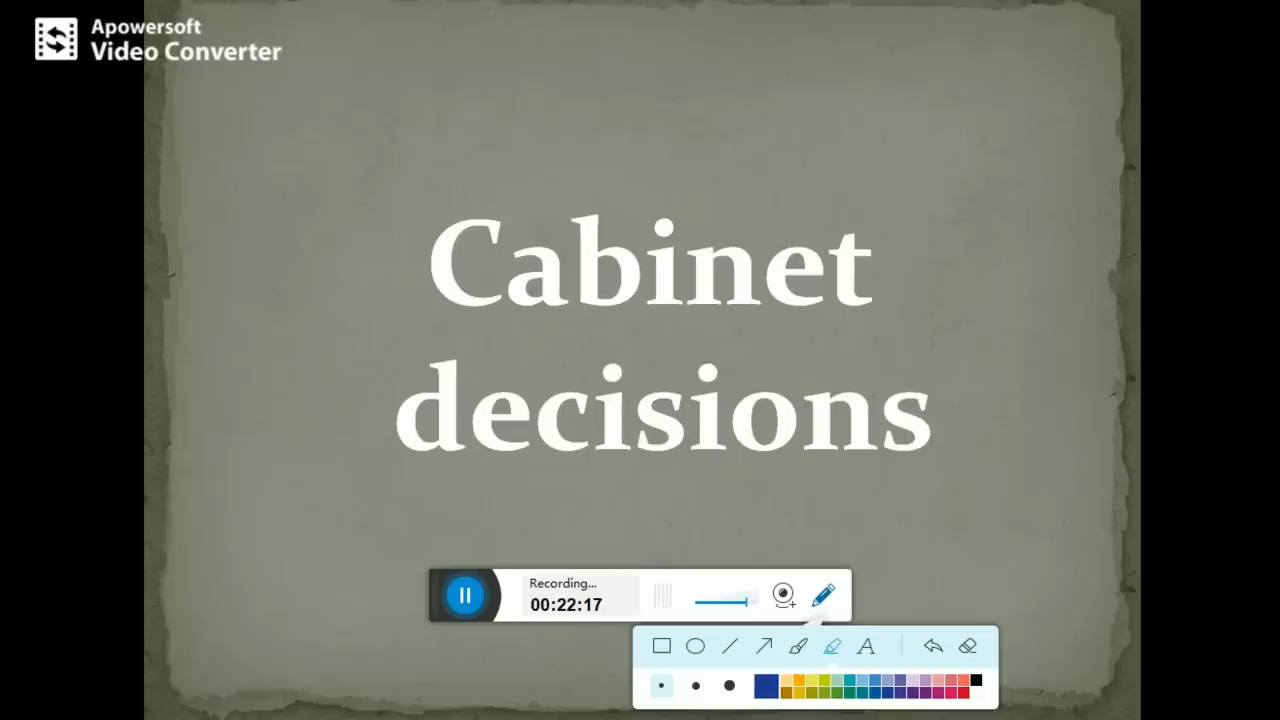 Apowersoft
Video Converter
Cabinet
decisions
Recording...
00:22:17
A